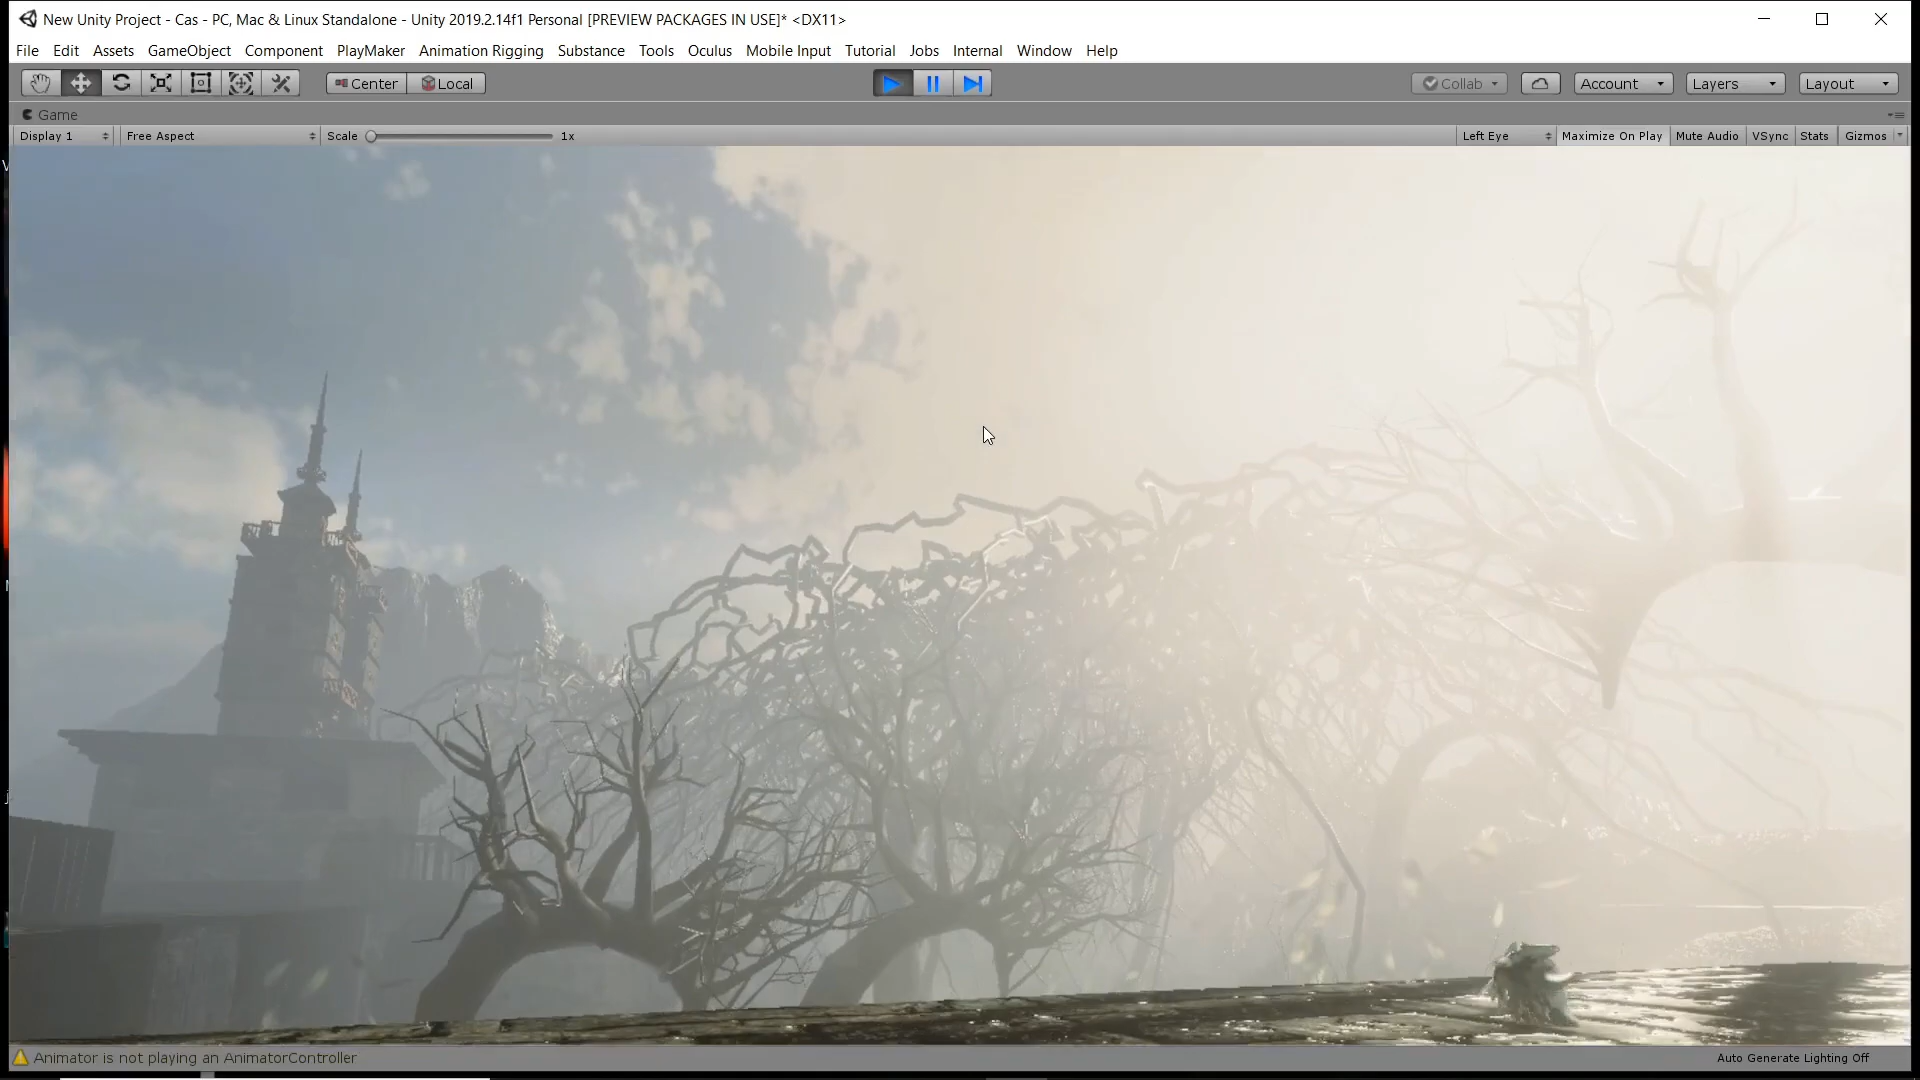 New Unity Project - Cas - PC, Mac & Linux Standalone - Unity 2019.2.14f1 Personal [PREVIEW PACKAGES IN USE]* <DX11>
File Edit Assets GameObject Component PlayMaker Animation Rigging Substance Tools Oculus Mobile Input Tutorial Jobs Internal Window Help
Center Local Collab Account Layers Layout
Game
Display 1 Free Aspect Scale 1x Left Eye Maximize On Play Mute Audio VSync Stats Gizmos
Animator is not playing an AnimatorController Auto Generate Lighting Off